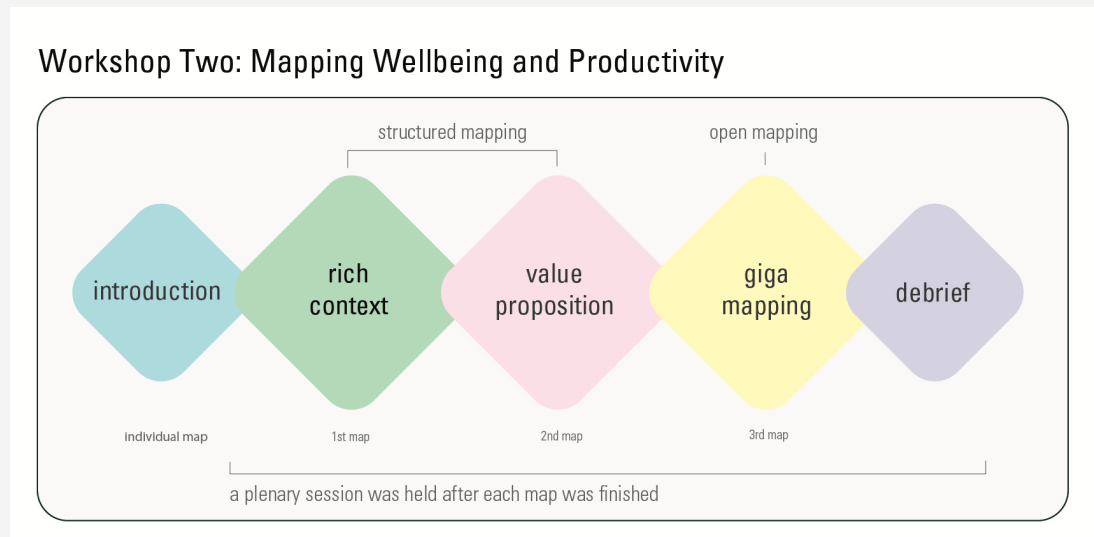 Workshop Two: Mapping Wellbeing and Productivity
structured mapping
open mapping
introduction
rich
context
value
proposition
giga
mapping
debrief
individual map
1st map
2nd map
3rd map
a plenary session was held after each map was finished